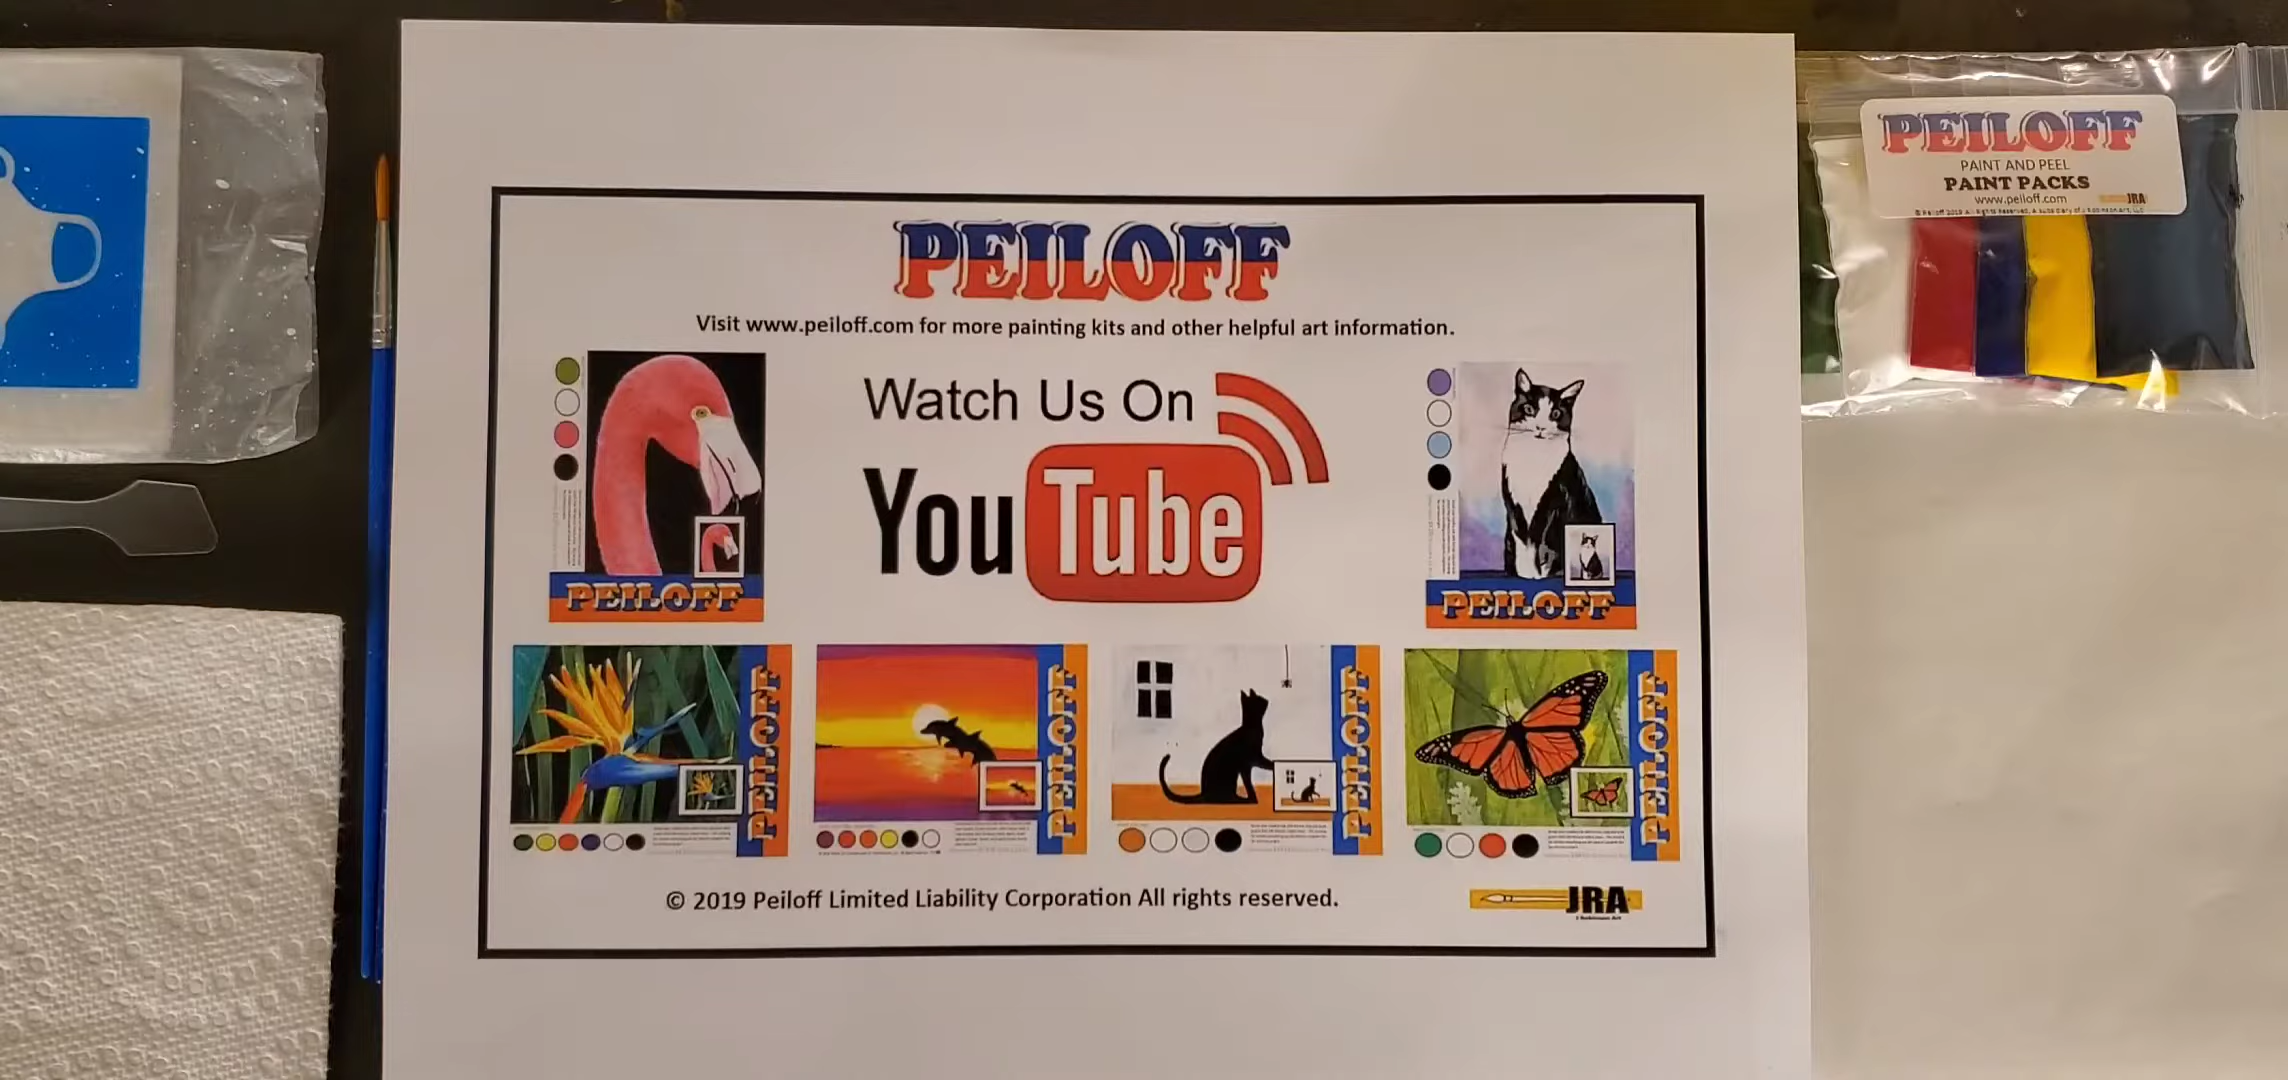 PEILOFF
Visit www.peiloff.com for more painting kits and other helpful art information.
Watch Us On
YouTube
PEILOFF
PEILOFF
PEILOFF
PEILOFF
PEILOFF
PEILOFF
© 2019 Peiloff Limited Liability Corporation All rights reserved.
JRA
PEILOFF
PAINT AND PEEL
PAINT PACKS
www.peiloff.com
JRA